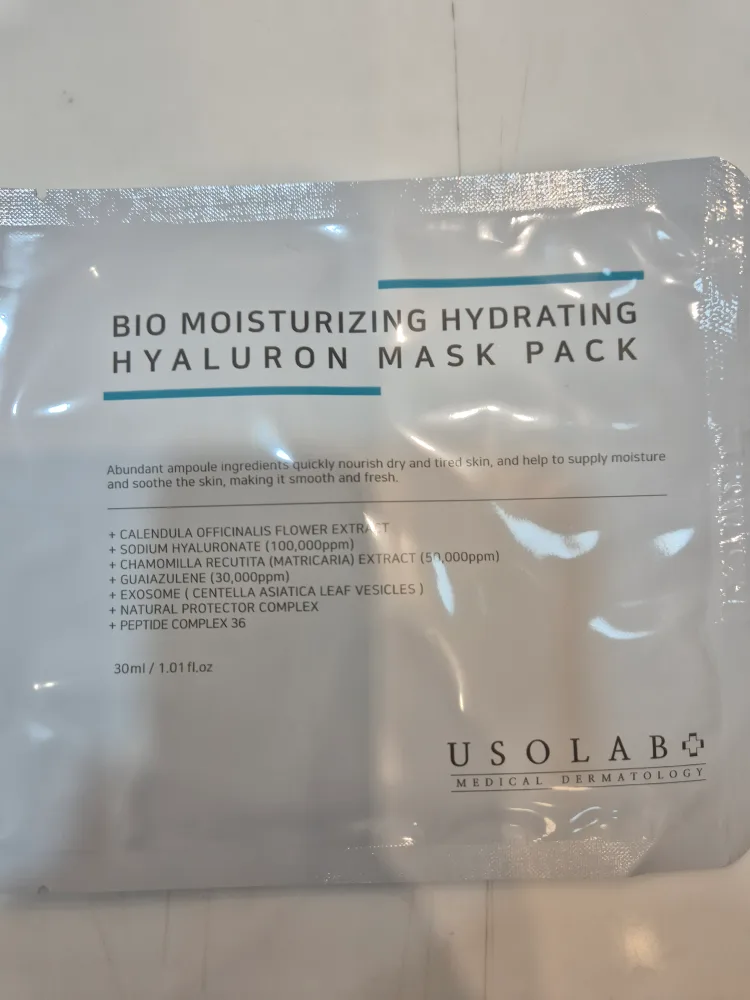 BIO MOISTURIZING HYDRATING
HYALURON MASK PACK
Abundant ampoule ingredients quickly nourish dry and tired skin, and help to supply moisture
and soothe the skin, making it smooth and fresh.
+ CALENDULA OFFICINALIS FLOWER EXTRACT
+ SODIUM HYALURONATE (100,000ppm)
+ CHAMOMILLA RECUTITA (MATRICARIA) EXTRACT (50,000ppm)
+ GUAIAZULENE (30,000ppm)
+ EXOSOME ( CENTELLA ASIATICA LEAF VESICLES )
+ NATURAL PROTECTOR COMPLEX
+ PEPTIDE COMPLEX 36
30ml / 1.01 fl.oz
USOLAB
MEDICAL DERMATOLOGY